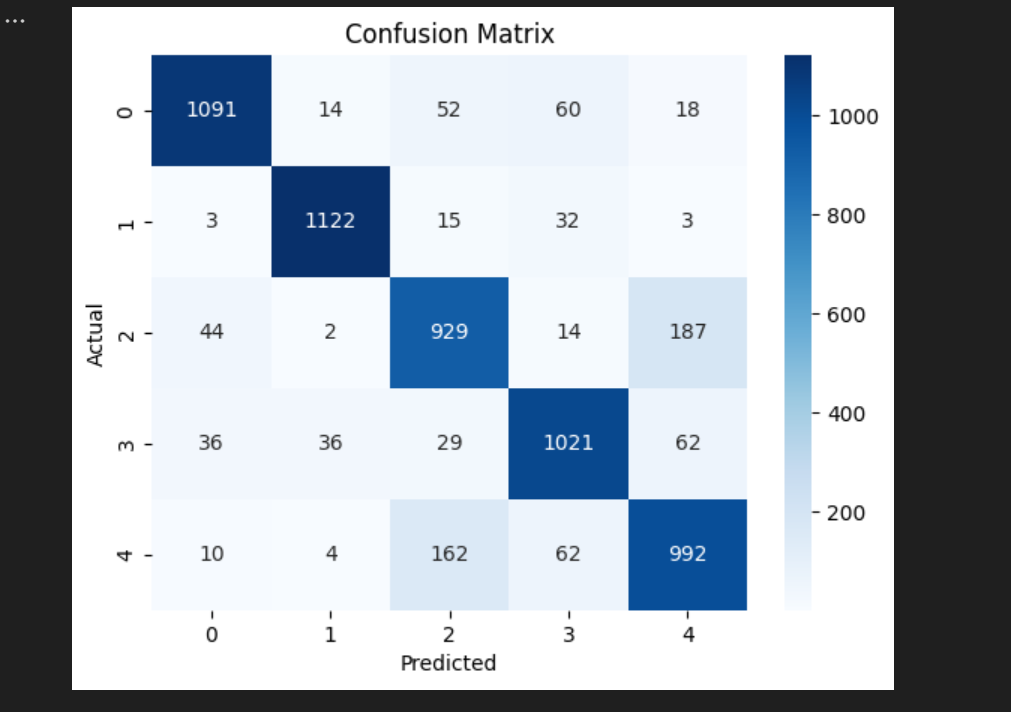 ...
Confusion Matrix
0 1091 14 52 60 18
1 3 1122 15 32 3
2 44 2 929 14 187
3 36 36 29 1021 62
4 10 4 162 62 992
0 1 2 3 4
Actual
Predicted
1000
800
600
400
200